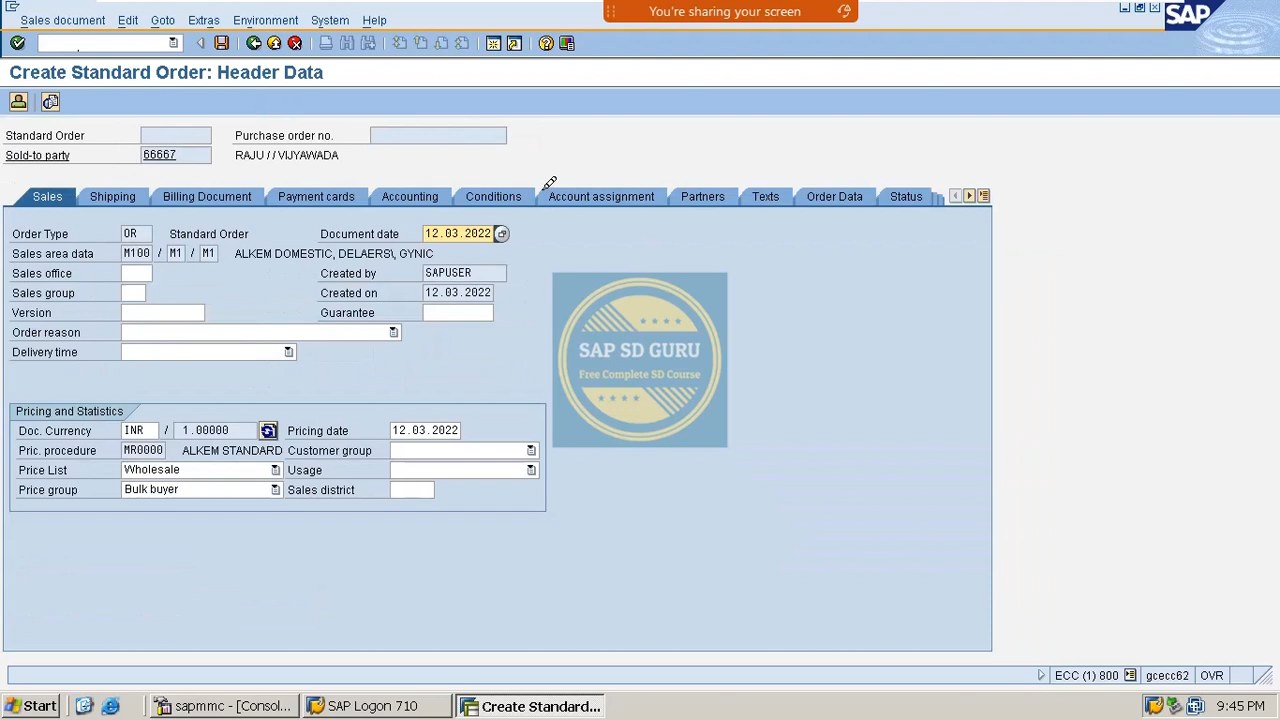 You're sharing your screen
Sales document Edit Goto Extras Environment System Help
SAP
Create Standard Order: Header Data
Standard Order Purchase order no.
Sold-to party 66667 RAJU / / VIJYAWADA
Sales Shipping Billing Document Payment cards Accounting Conditions Account assignment Partners Texts Order Data Status
Order Type OR Standard Order Document date 12.03.2022
Sales area data M100 / M1 / M1 ALKEM DOMESTIC, DELAERS\, GYNIC
Sales office Created by SAPUSER
Sales group Created on 12.03.2022
Version Guarantee
Order reason
Delivery time
SAP SD GURU
Free Complete SD Course
Pricing and Statistics
Doc. Currency INR / 1.00000 Pricing date 12.03.2022
Pric. procedure MR0000 ALKEM STANDARD Customer group
Price List Wholesale Usage
Price group Bulk buyer Sales district
ECC (1) 800 gcecc62 OVR
Start sapmmc - [Consol... SAP Logon 710 Create Standard... 9:45 PM